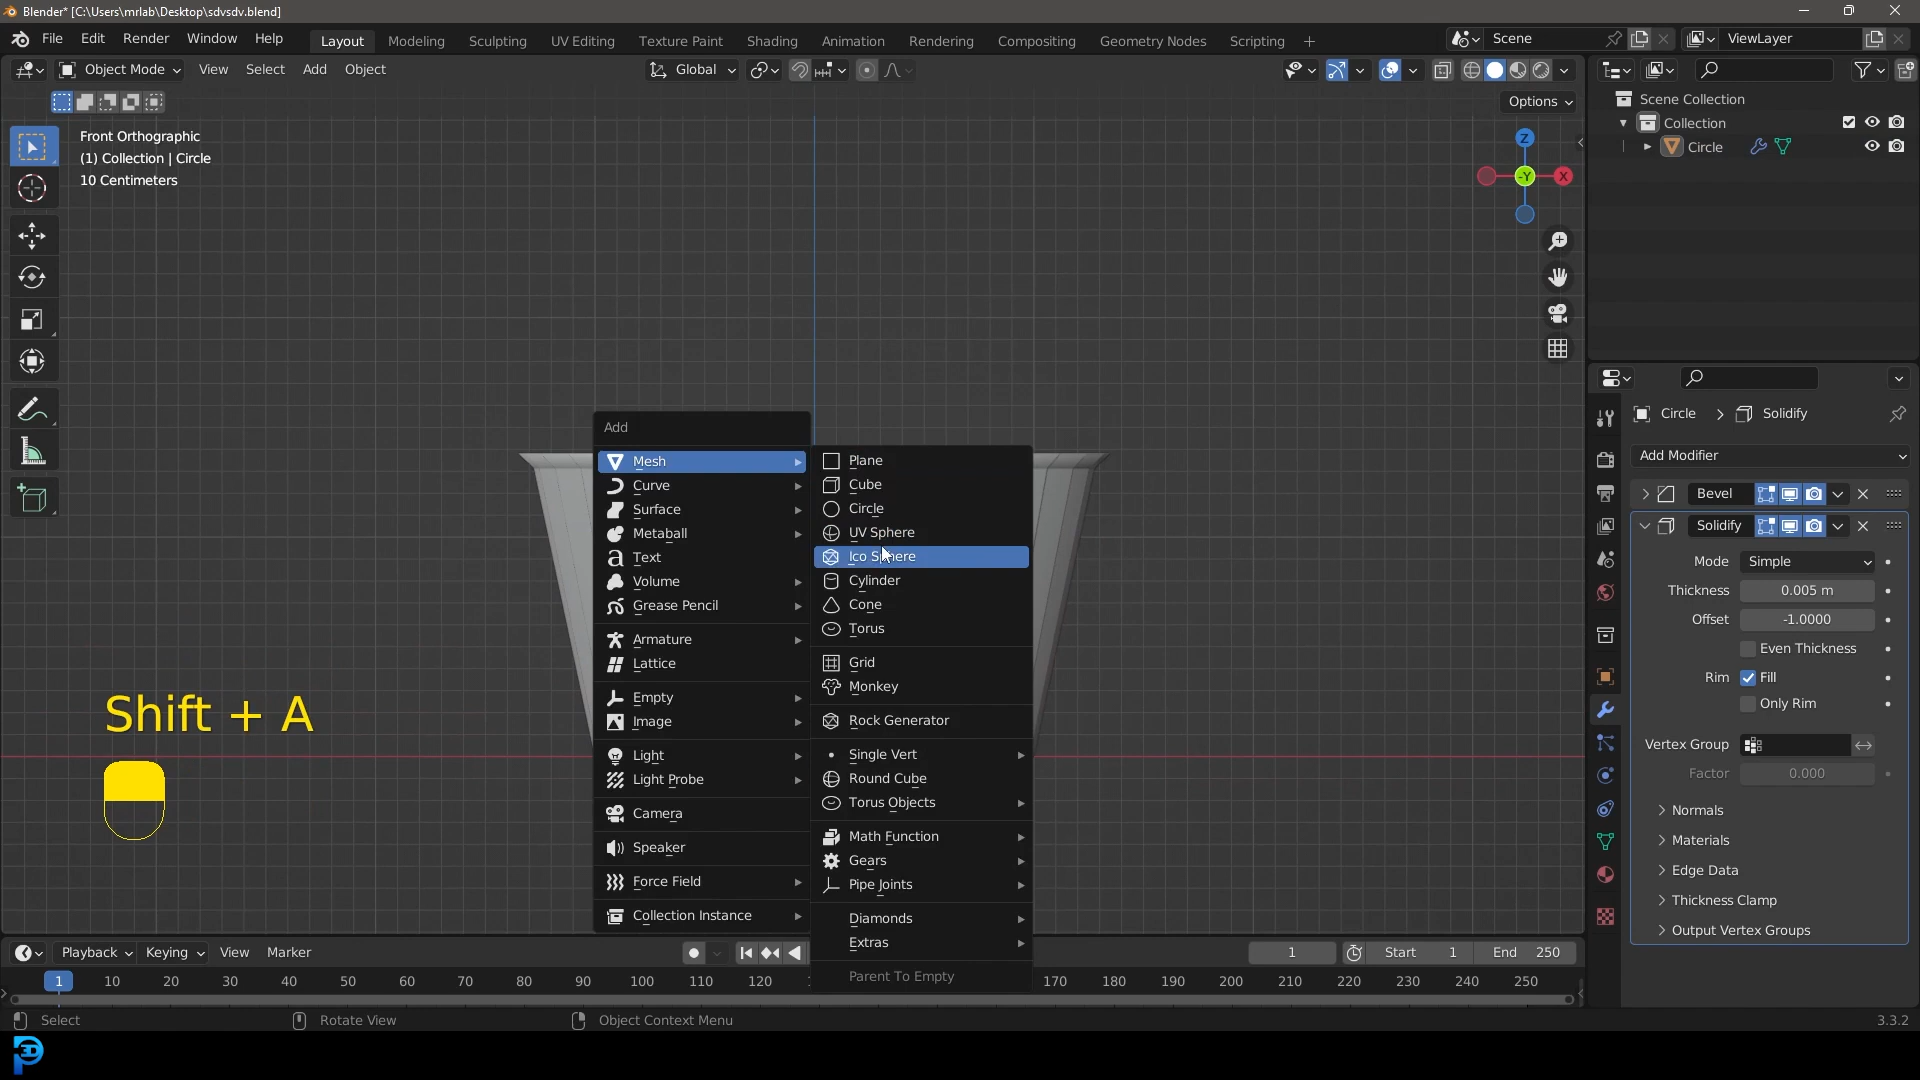 Blender* [C:\Users\mrlab\Desktop\sdvsdv.blend]
File Edit Render Window Help
Layout Modeling Sculpting UV Editing Texture Paint Shading Animation Rendering Compositing Geometry Nodes Scripting +
Scene
ViewLayer
Object Mode View Select Add Object
Global
Options
Front Orthographic
(1) Collection | Circle
10 Centimeters
Z
-Y
X
Scene Collection
Collection
Circle
Add
Mesh
Curve
Surface
Metaball
Text
Volume
Grease Pencil
Armature
Lattice
Empty
Image
Light
Light Probe
Camera
Speaker
Force Field
Collection Instance
Plane
Cube
Circle
UV Sphere
Ico Sphere
Cylinder
Cone
Torus
Grid
Monkey
Rock Generator
Single Vert
Round Cube
Torus Objects
Math Function
Gears
Pipe Joints
Diamonds
Extras
Parent To Empty
Shift + A
Circle > Solidify
Add Modifier
Bevel
Solidify
Mode Simple
Thickness 0.005 m
Offset -1.0000
Even Thickness
Rim Fill
Only Rim
Vertex Group
Factor 0.000
Normals
Materials
Edge Data
Thickness Clamp
Output Vertex Groups
Playback Keying View Marker
1 Start 1 End 250
1 10 20 30 40 50 60 70 80 90 100 110 120 170 180 190 200 210 220 230 240 250
Select Rotate View Object Context Menu
3.3.2